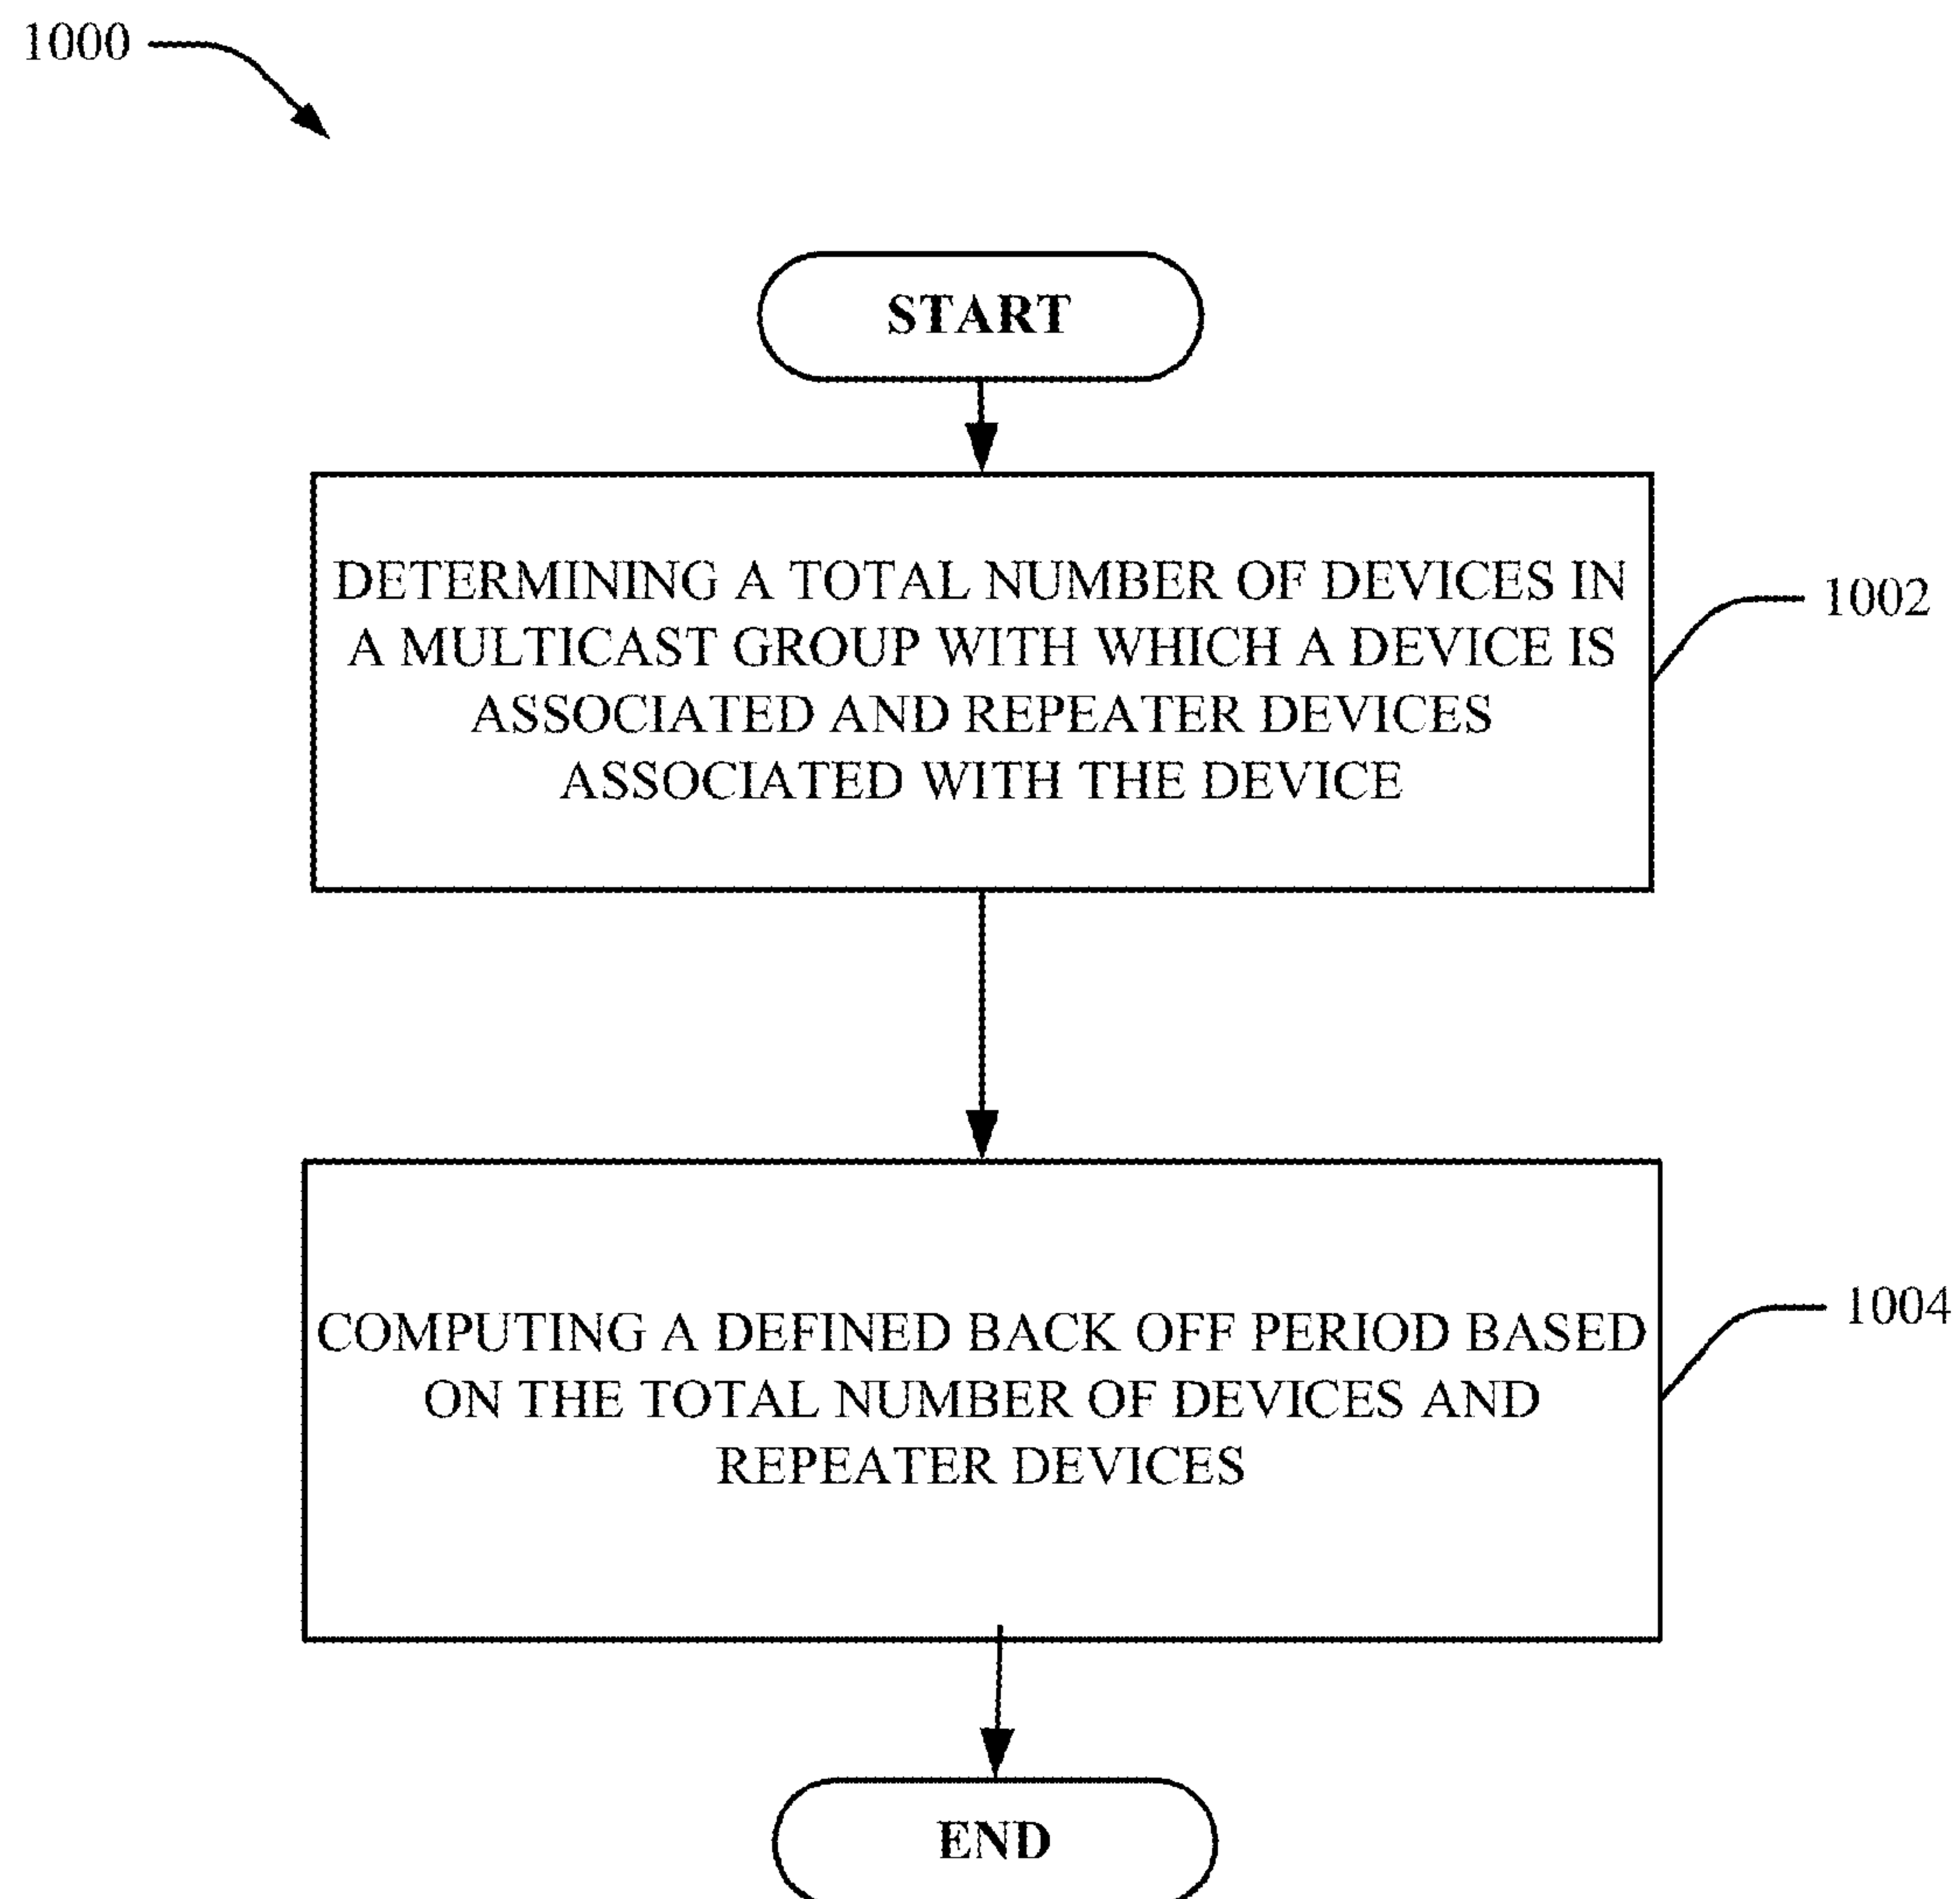 1000
START
DETERMINING A TOTAL NUMBER OF DEVICES IN
A MULTICAST GROUP WITH WHICH A DEVICE IS
ASSOCIATED AND REPEATER DEVICES
ASSOCIATED WITH THE DEVICE
1002
COMPUTING A DEFINED BACK OFF PERIOD BASED
ON THE TOTAL NUMBER OF DEVICES AND
REPEATER DEVICES
1004
END